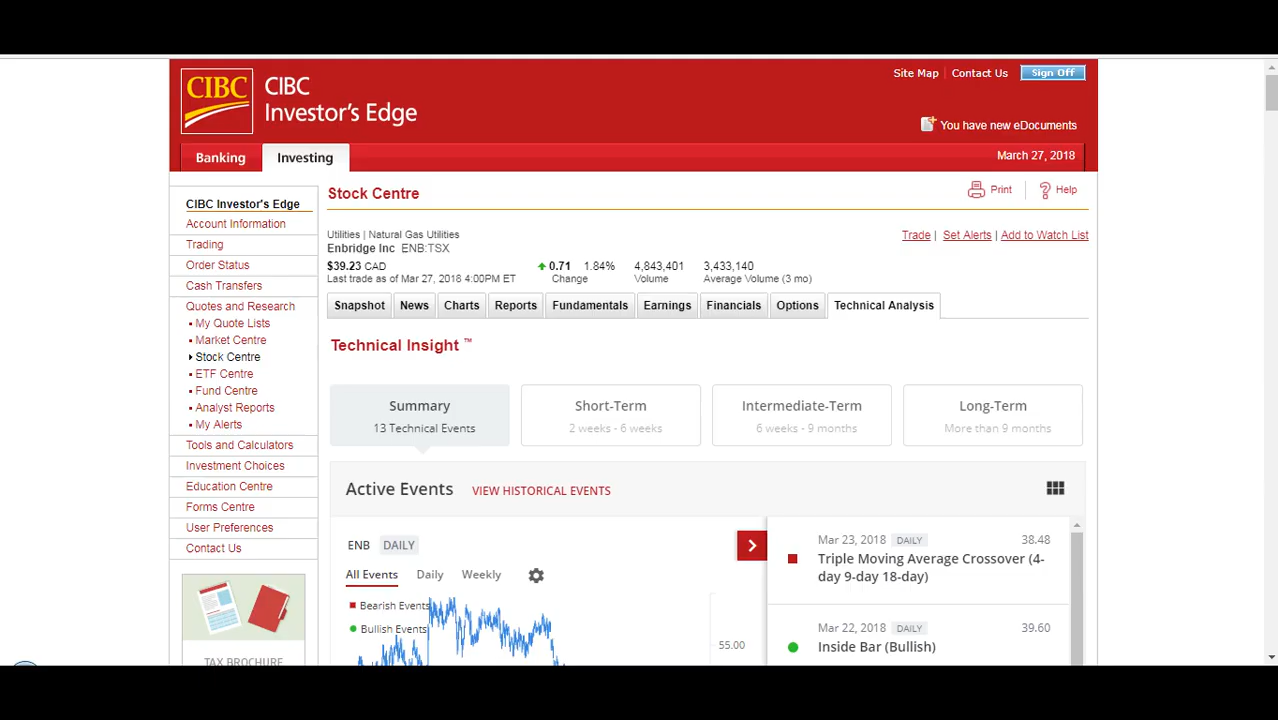 CIBC
CIBC
Investor's Edge
Site Map
Contact Us
Sign Off
You have new eDocuments
Banking
Investing
March 27, 2018
CIBC Investor's Edge
Account Information
Trading
Order Status
Cash Transfers
Quotes and Research
My Quote Lists
Market Centre
Stock Centre
ETF Centre
Fund Centre
Analyst Reports
My Alerts
Tools and Calculators
Investment Choices
Education Centre
Forms Centre
User Preferences
Contact Us
TAX BROCHURE
Stock Centre
Print
Help
Utilities | Natural Gas Utilities
Enbridge Inc ENB:TSX
Trade | Set Alerts | Add to Watch List
$39.23 CAD
Last trade as of Mar 27, 2018 4:00PM ET
0.71 1.84%
Change
4,843,401
Volume
3,433,140
Average Volume (3 mo)
Snapshot
News
Charts
Reports
Fundamentals
Earnings
Financials
Options
Technical Analysis
Technical Insight ™
Summary
13 Technical Events
Short-Term
2 weeks - 6 weeks
Intermediate-Term
6 weeks - 9 months
Long-Term
More than 9 months
Active Events
VIEW HISTORICAL EVENTS
ENB DAILY
All Events
Daily
Weekly
Bearish Events
Bullish Events
55.00
Mar 23, 2018 DAILY 38.48
Triple Moving Average Crossover (4-
day 9-day 18-day)
Mar 22, 2018 DAILY 39.60
Inside Bar (Bullish)